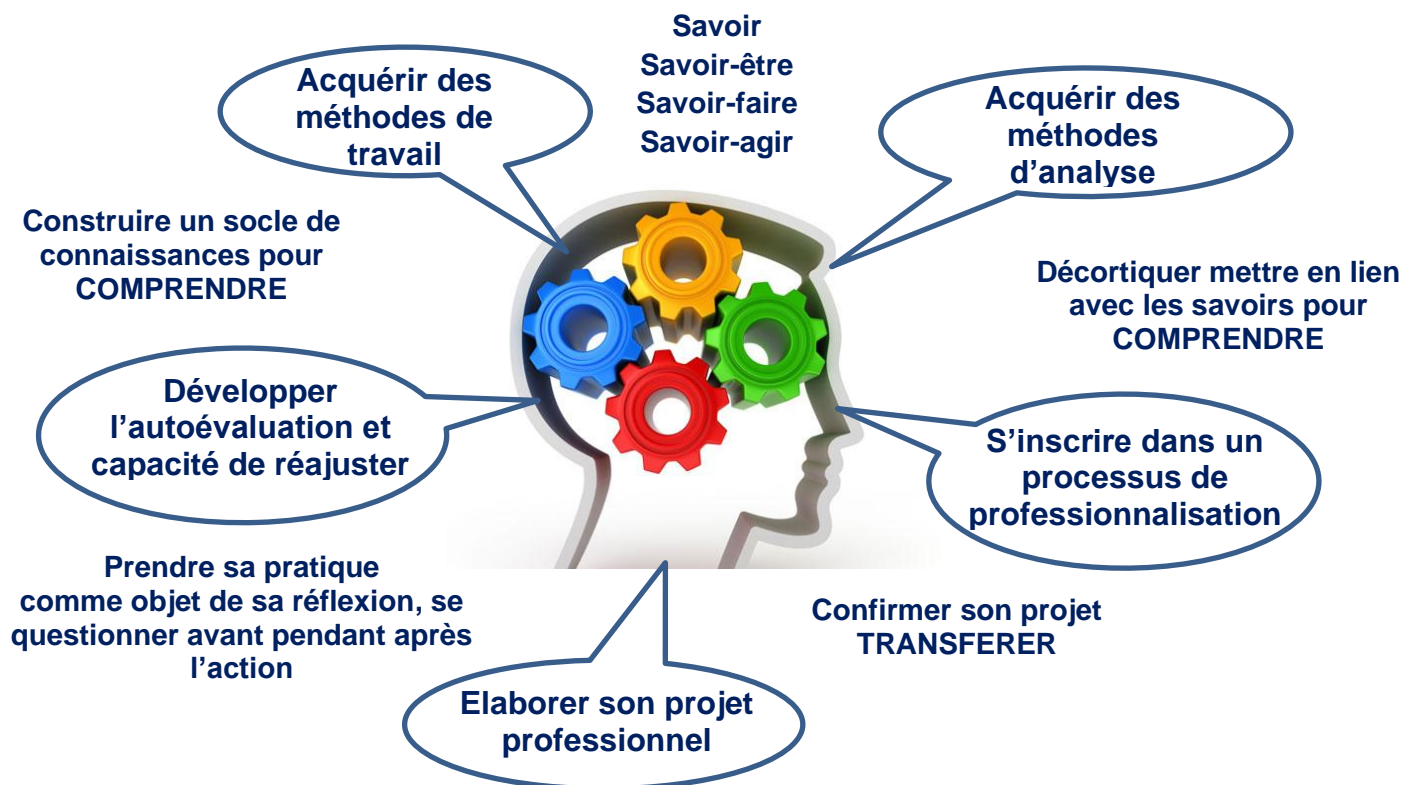 Savoir
Savoir-être
Savoir-faire
Savoir-agir
Acquérir des
méthodes de
travail
Acquérir des
méthodes
d’analyse
Construire un socle de
connaissances pour
COMPRENDRE
Décortiquer mettre en lien
avec les savoirs pour
COMPRENDRE
Développer
l’autoévaluation et
capacité de réajuster
S’inscrire dans un
processus de
professionnalisation
Prendre sa pratique
comme objet de sa réflexion, se
questionner avant pendant après
l’action
Confirmer son projet
TRANSFERER
Elaborer son projet
professionnel